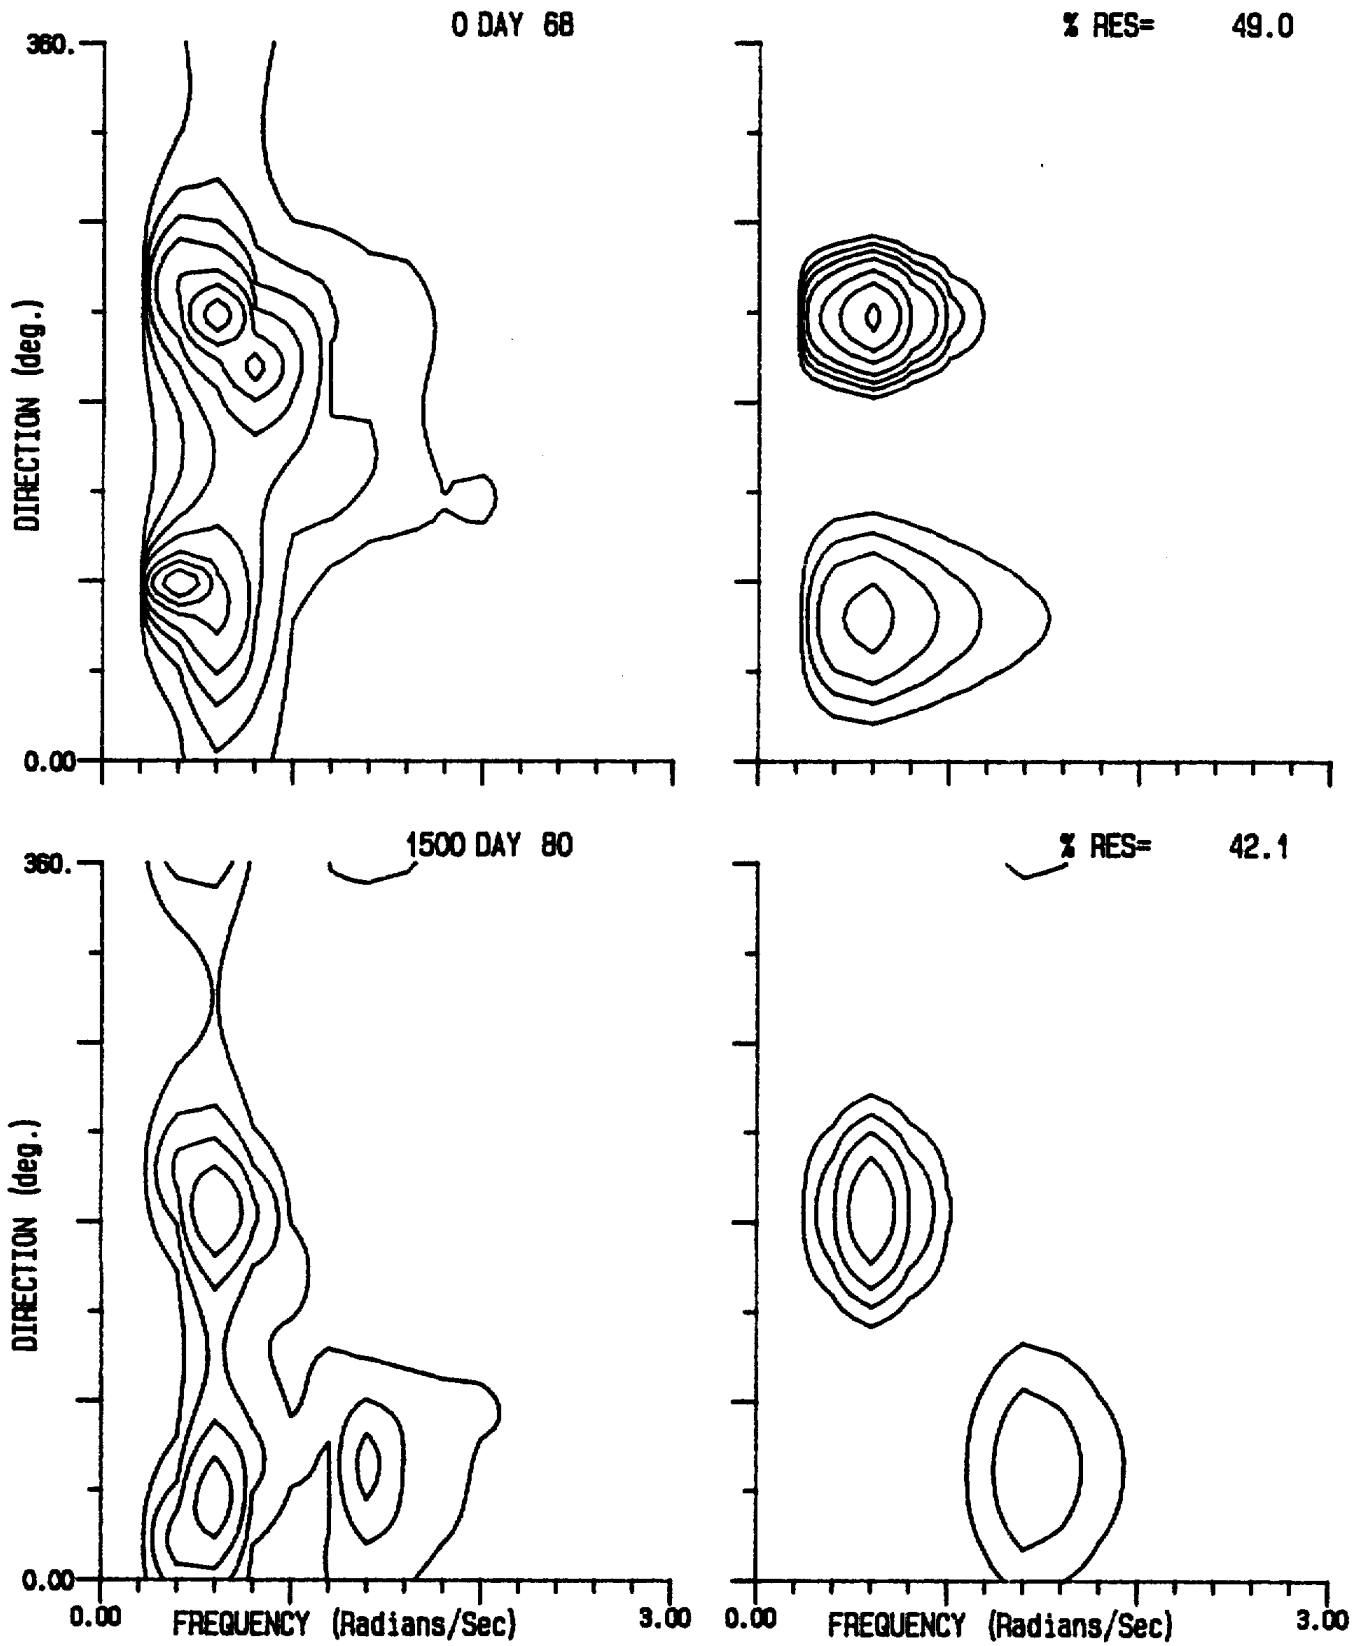 0 DAY 68
% RES= 49.0
360.
DIRECTION (deg.)
0.00
1500 DAY 80
% RES= 42.1
360.
DIRECTION (deg.)
0.00
0.00 FREQUENCY (Radians/Sec) 3.00
0.00 FREQUENCY (Radians/Sec) 3.00